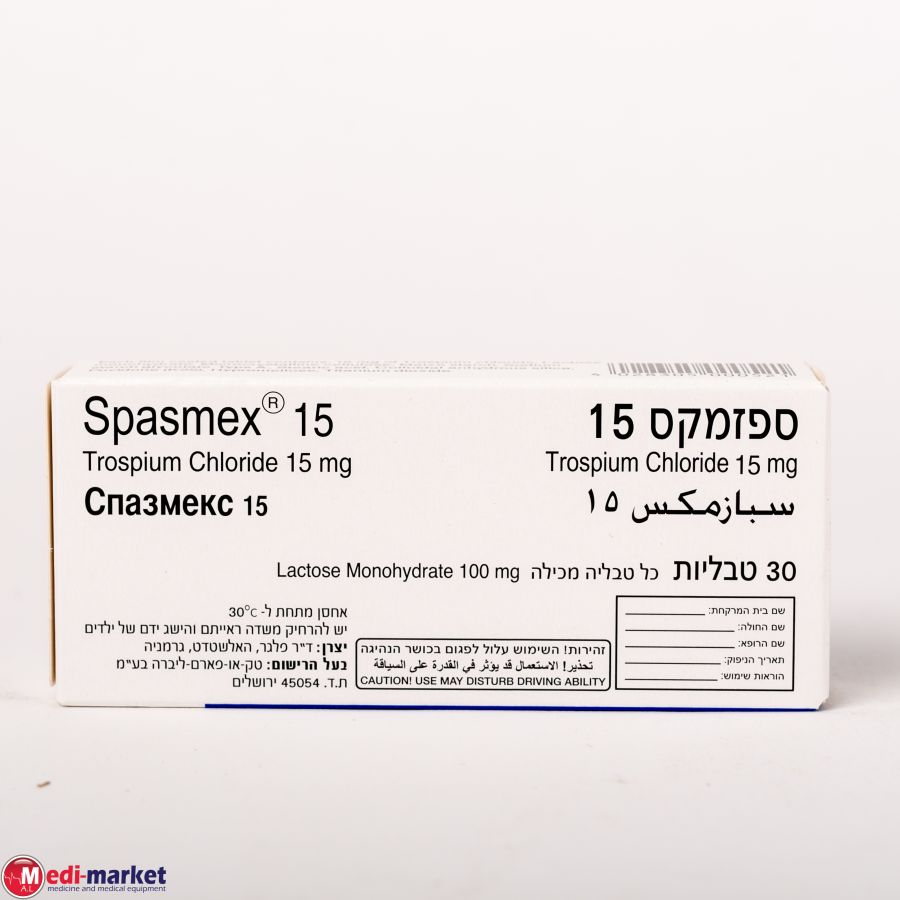 Spasmex® 15
Trospium Chloride 15 mg
Спазмекс 15
ספזמקס 15
Trospium Chloride 15 mg
سبازمكس ١٥
30 טבליות כל טבליה מכילה Lactose Monohydrate 100 mg
אחסן מתחת ל- 30°C
יש להרחיק משדה ראייתם והישג ידם של ילדים
יצרן: ד"ר פלגר, האלשטדט, גרמניה
בעל הרישום: טק-או-פארם-ליברה בע"מ
ת.ד. 45054 ירושלים
זהירות! השימוש עלול לפגום בכושר הנהיגה
تحذير! الاستعمال قد يؤثر في القدرة على السياقة
CAUTION! USE MAY DISTURB DRIVING ABILITY
שם בית המרקחת:
שם החולה:
שם הרופא:
תאריך הניפוק:
הוראות שימוש:
Medi-market
A.L
medicine and medical equipment